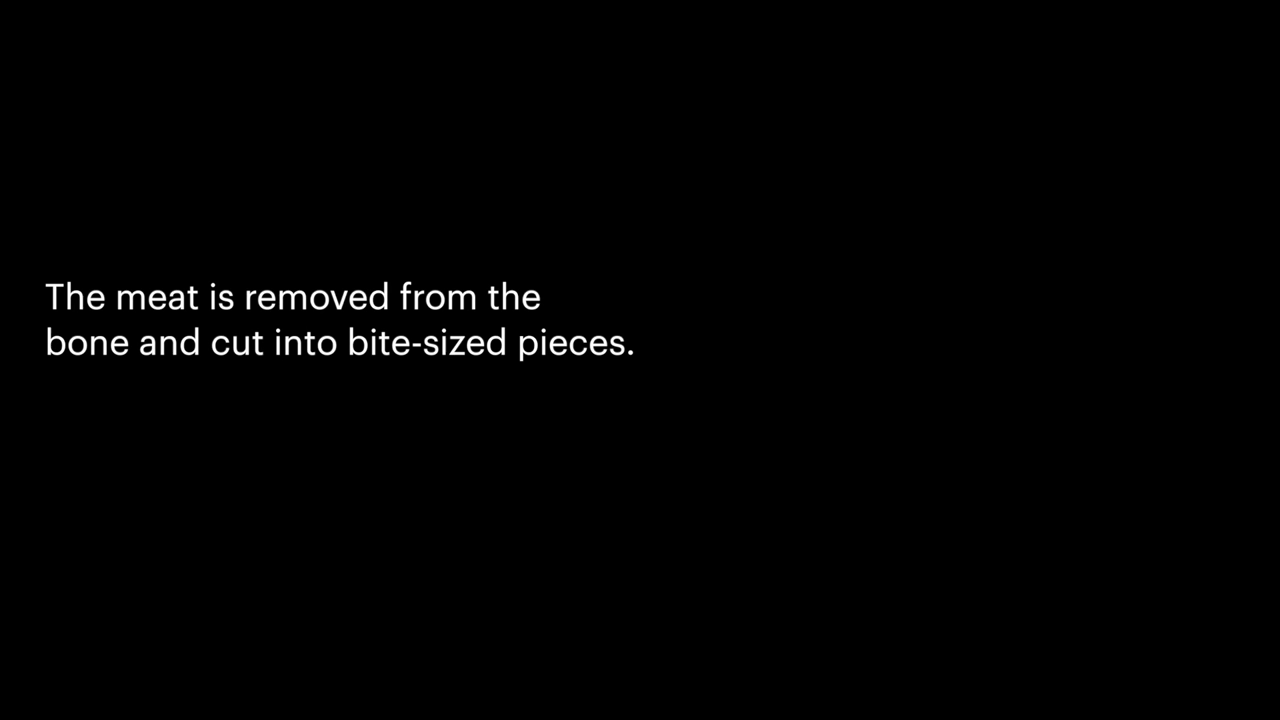 The meat is removed from the
bone and cut into bite-sized pieces.